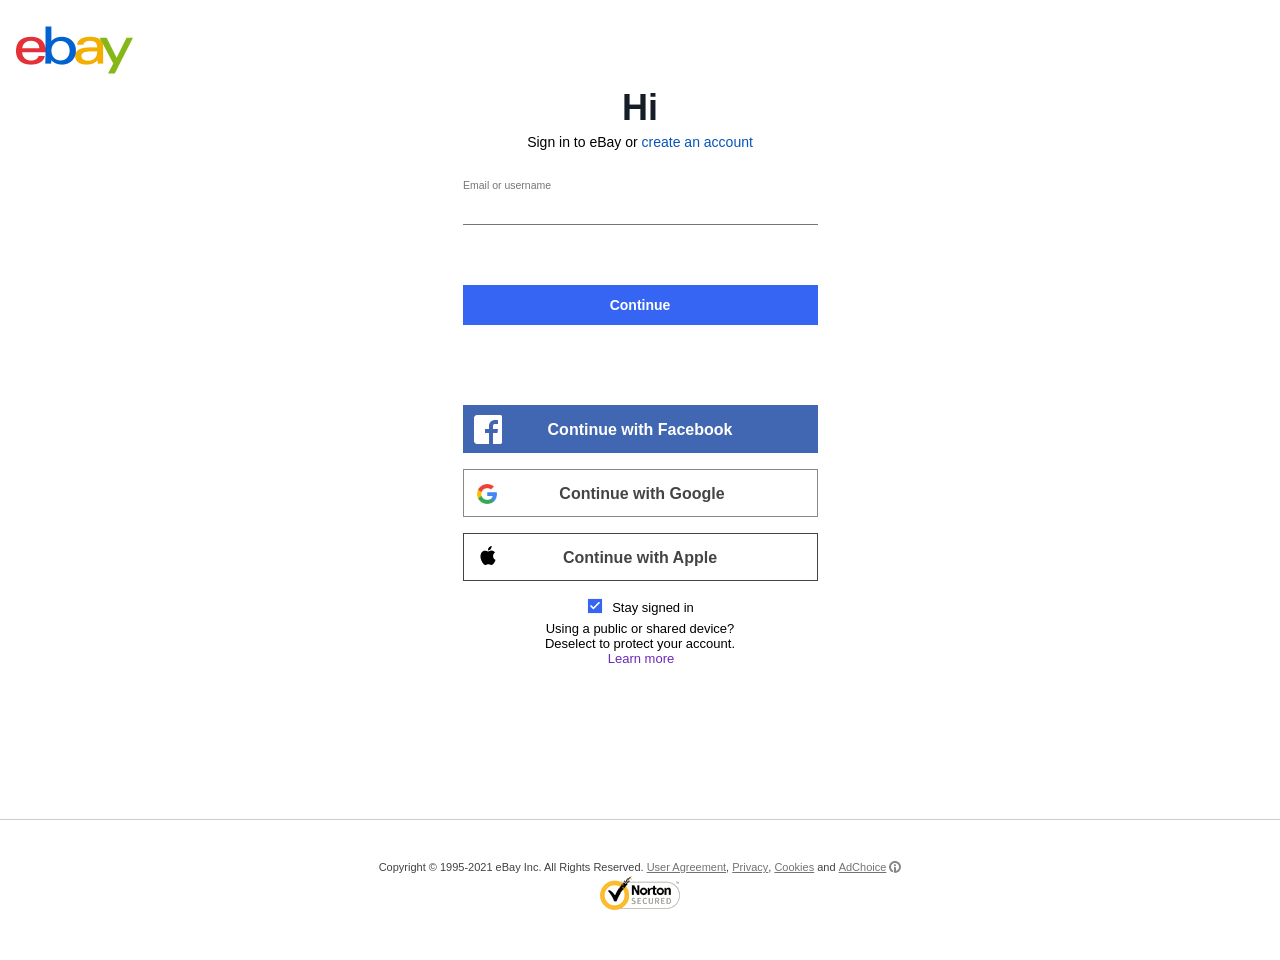 ebay
Hi
Sign in to eBay or create an account
Email or username
Continue
Continue with Facebook
Continue with Google
Continue with Apple
Stay signed in
Using a public or shared device?
Deselect to protect your account.
Learn more
Copyright © 1995-2021 eBay Inc. All Rights Reserved. User Agreement, Privacy, Cookies and AdChoice
Norton
SECURED